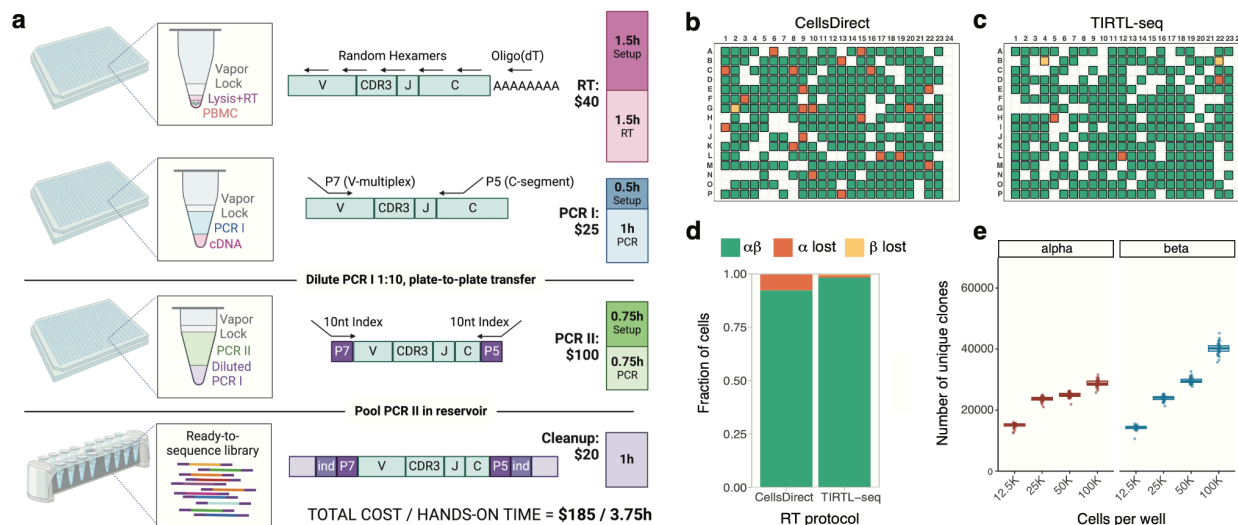 a
Vapor
Lock
Lysis+RT
PBMC
Random Hexamers
Oligo(dT)
V
CDR3
J
C
AAAAAAAA
RT:
$40
1.5h
Setup
1.5h
RT
Vapor
Lock
PCR I
cDNA
P7 (V-multiplex)
P5 (C-segment)
V
CDR3
J
C
PCR I:
$25
0.5h
Setup
1h
PCR
Dilute PCR I 1:10, plate-to-plate transfer
Vapor
Lock
PCR II
Diluted
PCR I
10nt Index
10nt Index
P7
V
CDR3
J
C
P5
PCR II:
$100
0.75h
Setup
0.75h
PCR
Pool PCR II in reservoir
Ready-to-
sequence library
ind
P7
V
CDR3
J
C
P5
ind
Cleanup:
$20
1h
TOTAL COST / HANDS-ON TIME = $185 / 3.75h
b
CellsDirect
1 2 3 4 5 6 7 8 9 10 11 12 13 14 15 16 17 18 19 20 21 22 23 24
A
B
C
D
E
F
G
H
I
J
K
L
M
N
O
P
c
TIRTL-seq
1 2 3 4 5 6 7 8 9 10 11 12 13 14 15 16 17 18 19 20 21 22 23 24
A
B
C
D
E
F
G
H
I
J
K
L
M
N
O
P
d
αβ
α lost
β lost
Fraction of cells
1.00
0.75
0.50
0.25
0.00
CellsDirect
TIRTL-seq
RT protocol
e
alpha
beta
Number of unique clones
60000
40000
20000
0
12.5K
25K
50K
100K
12.5K
25K
50K
100K
Cells per well